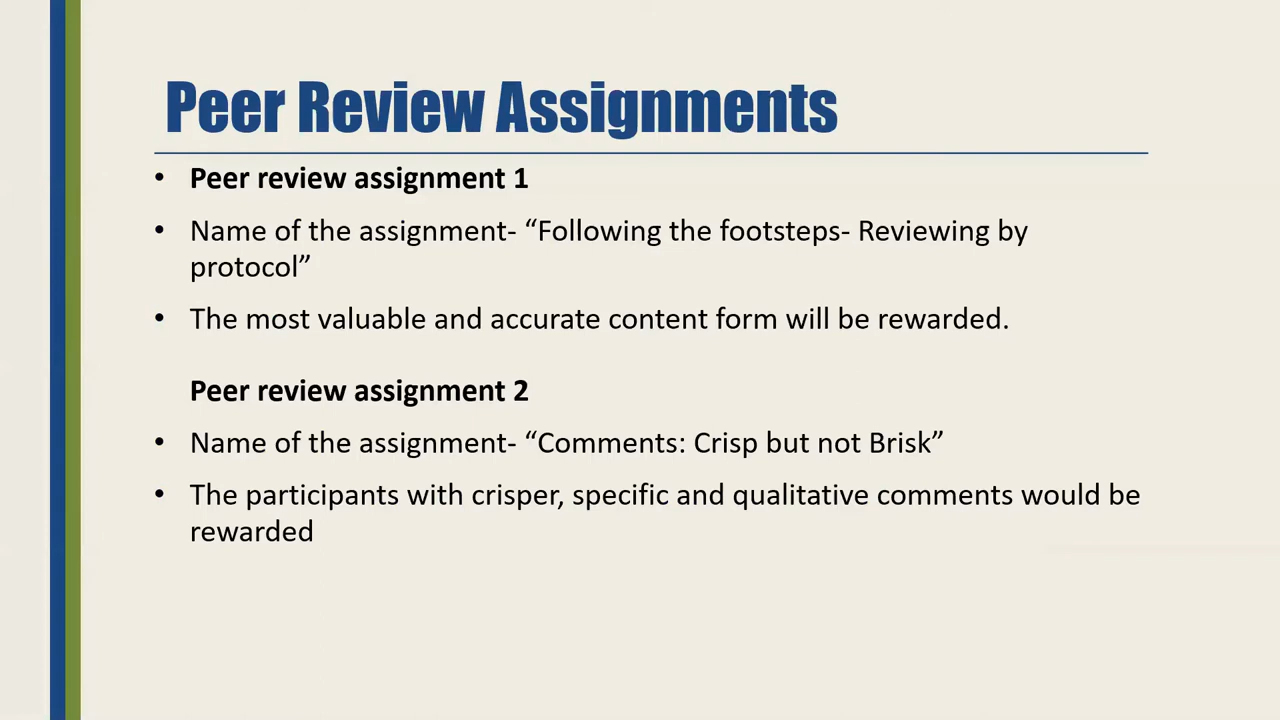 Peer Review Assignments
• Peer review assignment 1
• Name of the assignment- “Following the footsteps- Reviewing by
protocol”
• The most valuable and accurate content form will be rewarded.
Peer review assignment 2
• Name of the assignment- “Comments: Crisp but not Brisk”
• The participants with crisper, specific and qualitative comments would be
rewarded